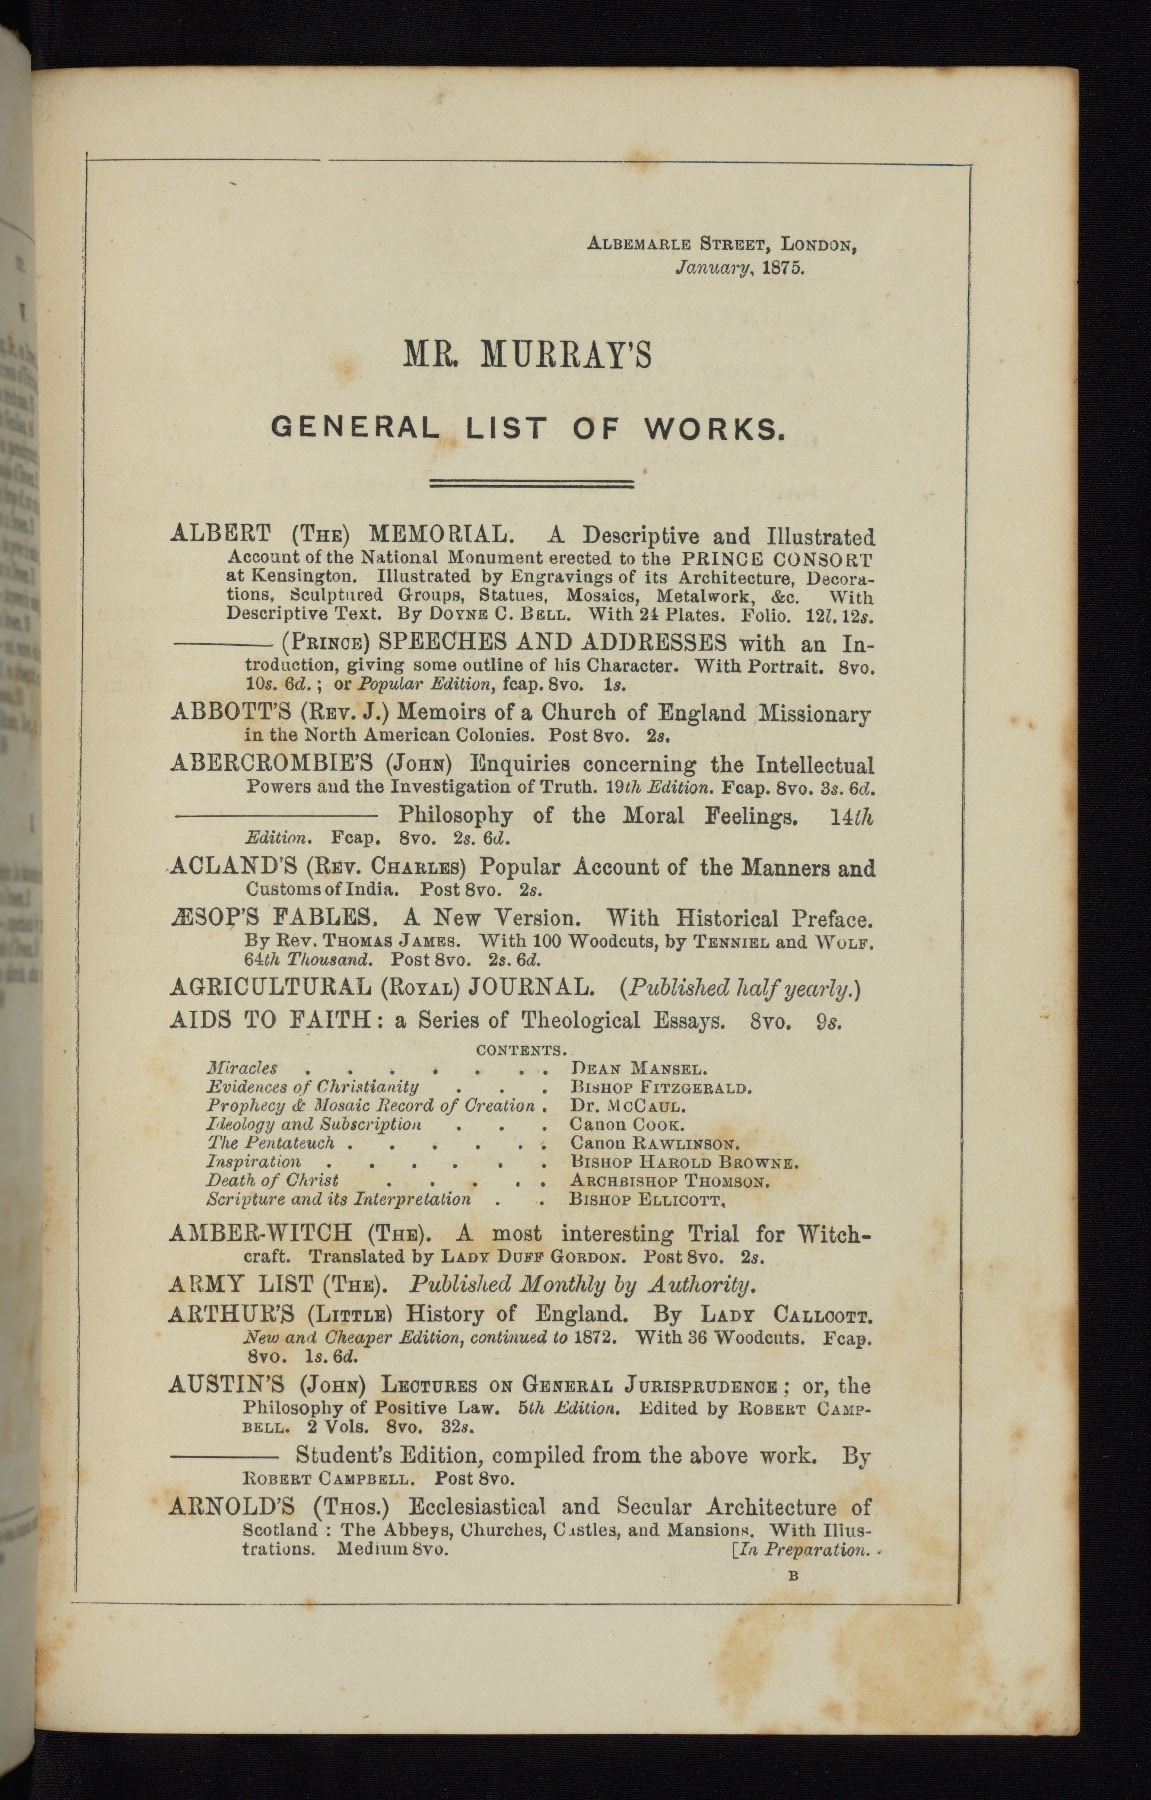 ALBEMARLE STREET, LONDON,
January, 1875.
MR. MURRAY'S
GENERAL LIST OF WORKS.
ALBERT (THE) MEMORIAL. A Descriptive and Illustrated
Account of the National Monument erected to the PRINCE CONSORT
at Kensington. Illustrated by Engravings of its Architecture, Decora-
tions, Sculptured Groups, Statues, Mosaics, Metalwork, &c. With
Descriptive Text. By DOYNE C. BELL. With 24 Plates. Folio. 12l. 12s.
——— (PRINCE) SPEECHES AND ADDRESSES with an In-
troduction, giving some outline of his Character. With Portrait. 8vo.
10s. 6d.; or Popular Edition, fcap. 8vo. 1s.
ABBOTT'S (REV. J.) Memoirs of a Church of England Missionary
in the North American Colonies. Post 8vo. 2s.
ABERCROMBIE'S (JOHN) Enquiries concerning the Intellectual
Powers and the Investigation of Truth. 19th Edition. Fcap. 8vo. 3s. 6d.
——— Philosophy of the Moral Feelings. 14th
Edition. Fcap. 8vo. 2s. 6d.
ACLAND'S (REV. CHARLES) Popular Account of the Manners and
Customs of India. Post 8vo. 2s.
ÆSOP'S FABLES. A New Version. With Historical Preface.
By Rev. THOMAS JAMES. With 100 Woodcuts, by TENNIEL and WOLF.
64th Thousand. Post 8vo. 2s. 6d.
AGRICULTURAL (ROYAL) JOURNAL. (Published half yearly.)
AIDS TO FAITH: a Series of Theological Essays. 8vo. 9s.
CONTENTS.
Miracles . . . . . . . DEAN MANSEL.
Evidences of Christianity . . . BISHOP FITZGERALD.
Prophecy & Mosaic Record of Creation . Dr. MCCAUL.
Ideology and Subscription . . . Canon COOK.
The Pentateuch . . . . . . Canon RAWLINSON.
Inspiration . . . . . . BISHOP HAROLD BROWNE.
Death of Christ . . . . . ARCHBISHOP THOMSON.
Scripture and its Interpretation . . BISHOP ELLICOTT.
AMBER-WITCH (THE). A most interesting Trial for Witch-
craft. Translated by LADY DUFF GORDON. Post 8vo. 2s.
ARMY LIST (THE). Published Monthly by Authority.
ARTHUR'S (LITTLE) History of England. By LADY CALLCOTT.
New and Cheaper Edition, continued to 1872. With 36 Woodcuts. Fcap.
8vo. 1s. 6d.
AUSTIN'S (JOHN) LECTURES ON GENERAL JURISPRUDENCE; or, the
Philosophy of Positive Law. 5th Edition. Edited by ROBERT CAMP-
BELL. 2 Vols. 8vo. 32s.
——— Student's Edition, compiled from the above work. By
ROBERT CAMPBELL. Post 8vo.
ARNOLD'S (THOS.) Ecclesiastical and Secular Architecture of
Scotland: The Abbeys, Churches, Castles, and Mansions. With Illus-
trations. Medium 8vo. [In Preparation.
B